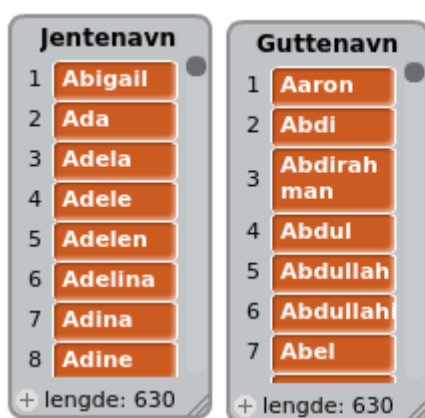 Jentenavn
1 Abigail
2 Ada
3 Adela
4 Adele
5 Adelen
6 Adelina
7 Adina
8 Adine
+ lengde: 630
Guttenavn
1 Aaron
2 Abdi
3 Abdirah
man
4 Abdul
5 Abdullah
6 Abdullahi
7 Abel
+ lengde: 630